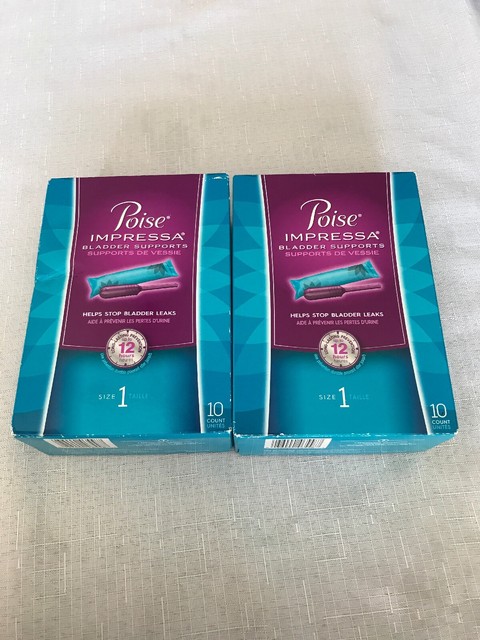 Poise®
IMPRESSA®
BLADDER SUPPORTS
SUPPORTS DE VESSIE
HELPS STOP BLADDER LEAKS
AIDE À PRÉVENIR LES PERTES D'URINE
12
SIZE 1 TAILLE
10
COUNT
UNITÉS
Poise®
IMPRESSA®
BLADDER SUPPORTS
SUPPORTS DE VESSIE
HELPS STOP BLADDER LEAKS
AIDE À PRÉVENIR LES PERTES D'URINE
12
SIZE 1 TAILLE
10
COUNT
UNITÉS